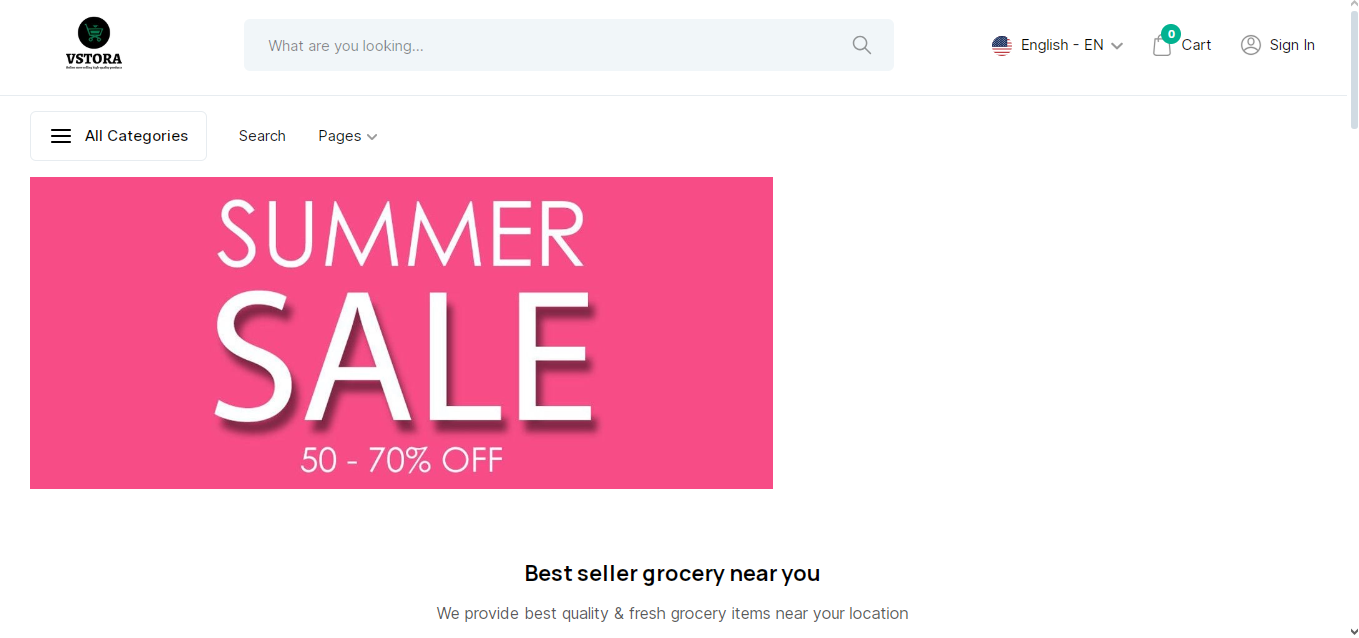 VSTORA
What are you looking...
English - EN
0
Cart
Sign In
All Categories
Search
Pages
SUMMER
SALE
50 - 70% OFF
Best seller grocery near you
We provide best quality & fresh grocery items near your location